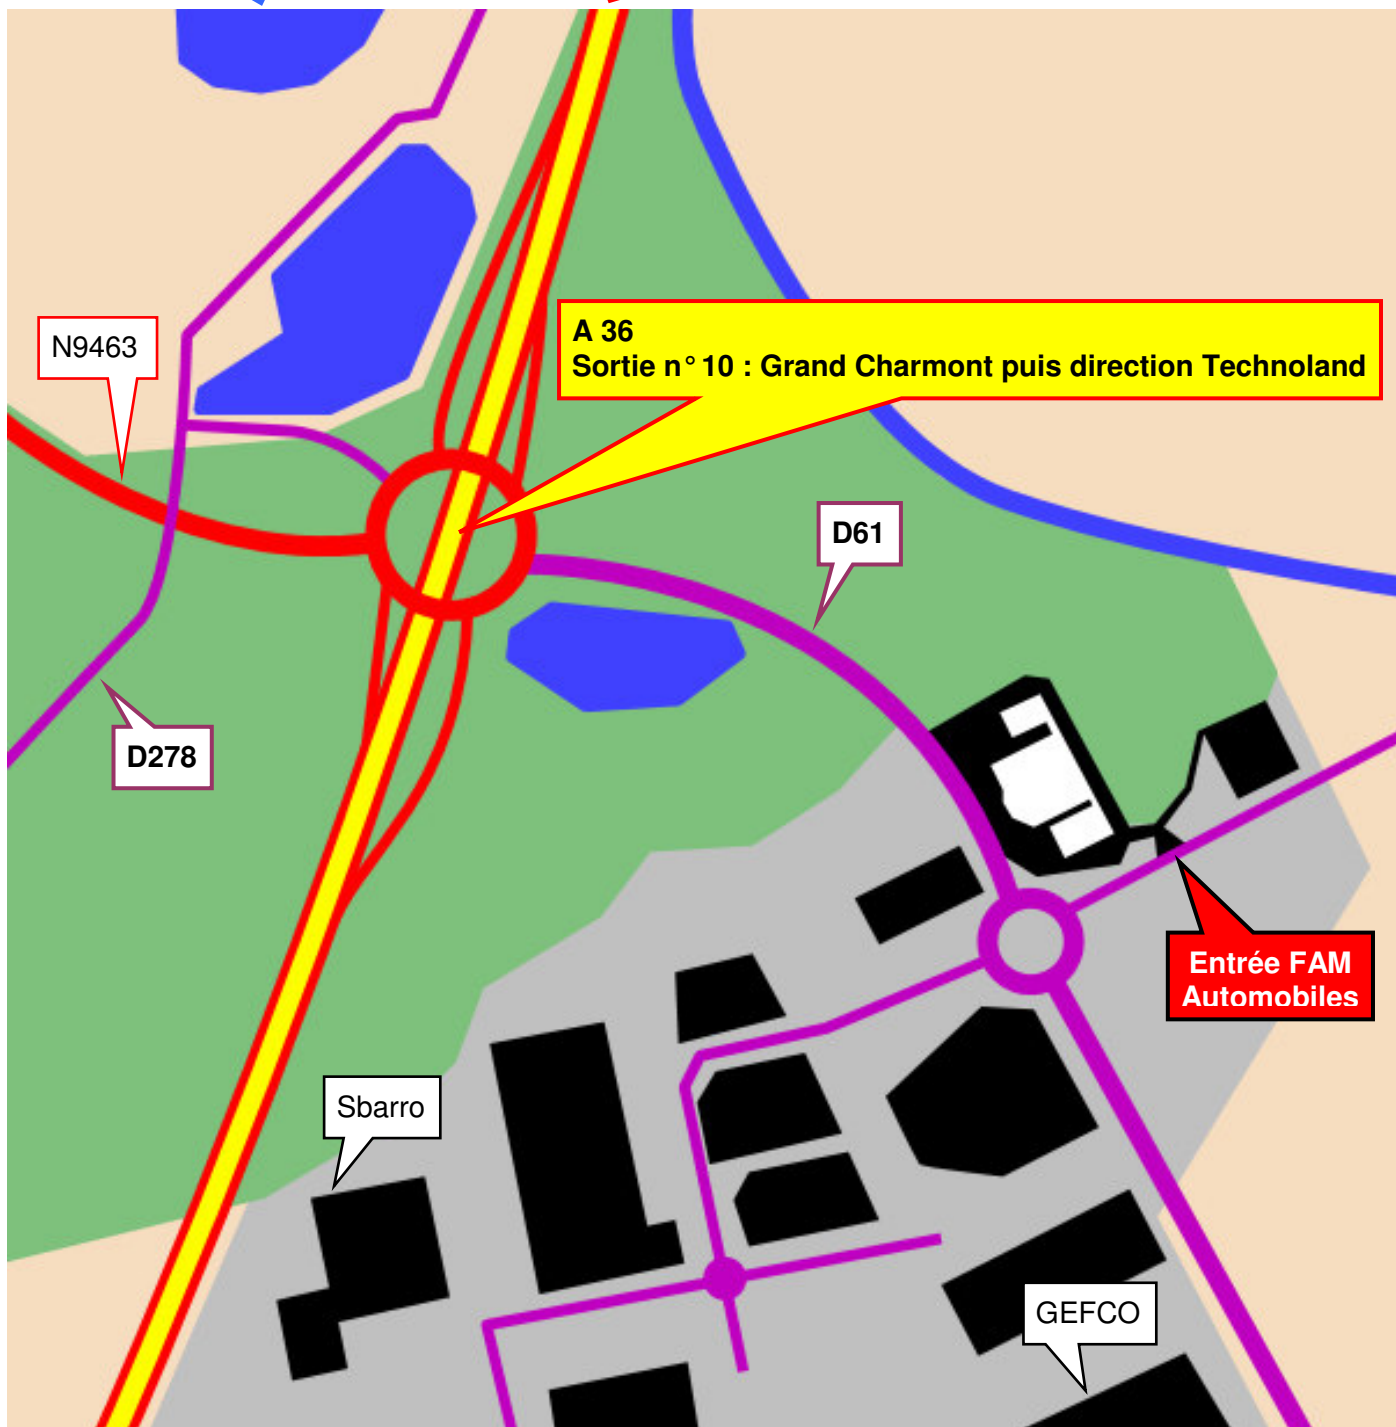 N9463
A 36
Sortie n° 10 : Grand Charmont puis direction Technoland
D61
D278
Entrée FAM
Automobiles
Sbarro
GEFCO